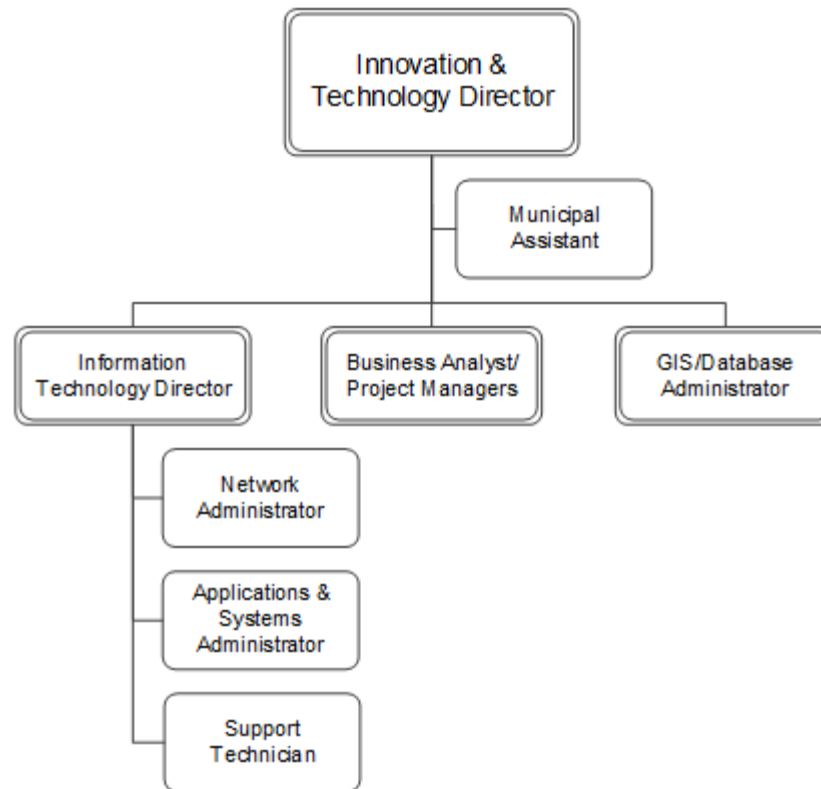 Innovation &
Technology Director
Municipal
Assistant
Information
Technology Director
Business Analyst/
Project Managers
GIS/Database
Administrator
Network
Administrator
Applications &
Systems
Administrator
Support
Technician